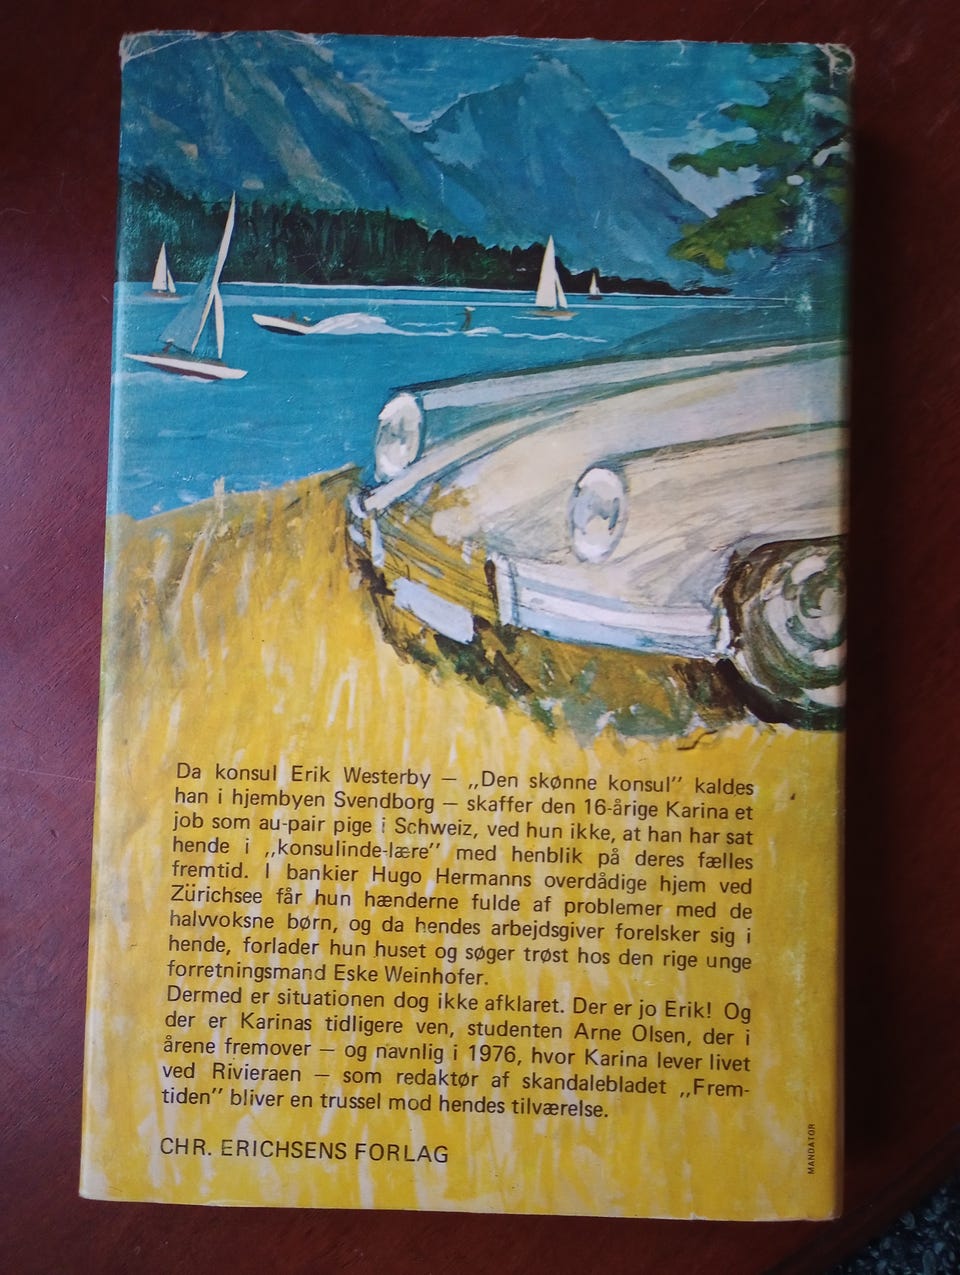 Da konsul Erik Westerby – „Den skønne konsul” kaldes
han i hjembyen Svendborg – skaffer den 16-årige Karina et
job som au-pair pige i Schweiz, ved hun ikke, at han har sat
hende i „konsulinde-lære” med henblik på deres fælles
fremtid. I bankier Hugo Hermanns overdådige hjem ved
Zürichsee får hun hænderne fulde af problemer med de
halvvoksne børn, og da hendes arbejdsgiver forelsker sig i
hende, forlader hun huset og søger trøst hos den rige unge
forretningsmand Eske Weinhofer.
Dermed er situationen dog ikke afklaret. Der er jo Erik! Og
der er Karinas tidligere ven, studenten Arne Olsen, der i
årene fremover – og navnlig i 1976, hvor Karina lever livet
ved Rivieraen – som redaktør af skandalebladet „Frem-
tiden” bliver en trussel mod hendes tilværelse.
CHR. ERICHSENS FORLAG
MANDATOR